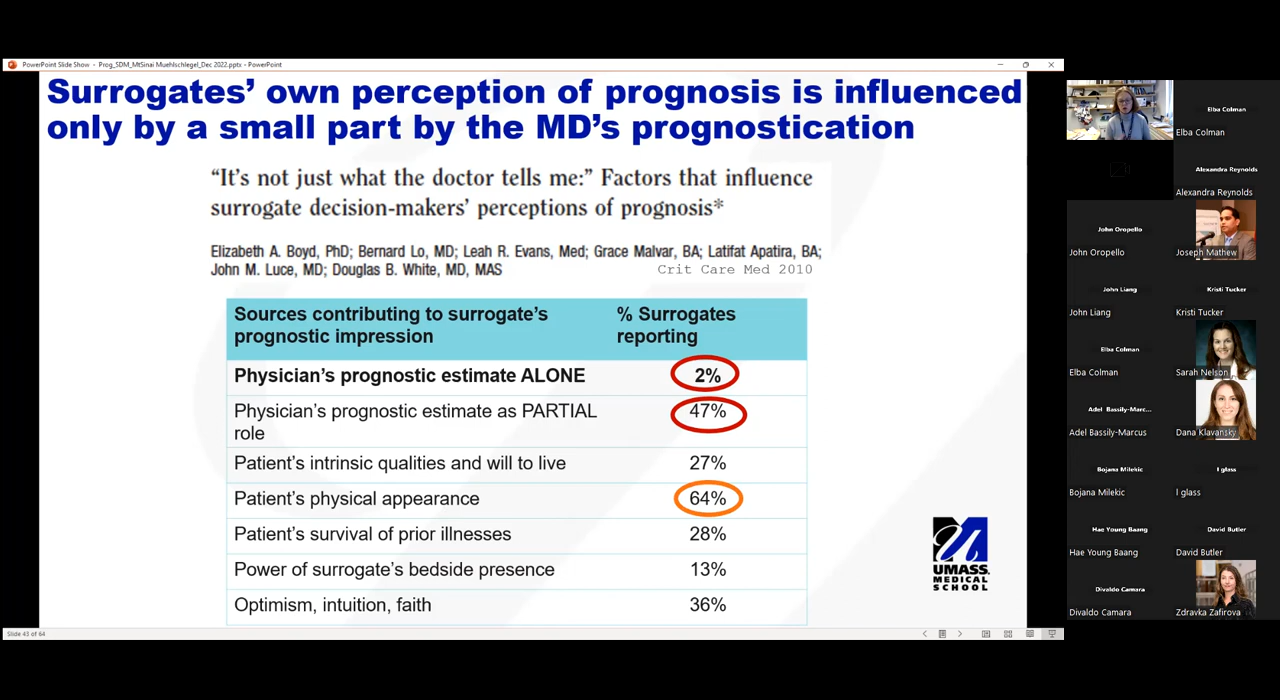 PowerPoint Slide Show - Prog_SDM_MtSinai Muehlschlegel_Dec 2022.pptx - PowerPoint
Surrogates’ own perception of prognosis is influenced
only by a small part by the MD’s prognostication
“It’s not just what the doctor tells me:” Factors that influence
surrogate decision-makers’ perceptions of prognosis*
Elizabeth A. Boyd, PhD; Bernard Lo, MD; Leah R. Evans, Med; Grace Malvar, BA; Latifat Apatira, BA;
John M. Luce, MD; Douglas B. White, MD, MAS
Crit Care Med 2010
Sources contributing to surrogate’s
prognostic impression
% Surrogates
reporting
Physician’s prognostic estimate ALONE
2%
Physician’s prognostic estimate as PARTIAL
role
47%
Patient’s intrinsic qualities and will to live
27%
Patient’s physical appearance
64%
Patient’s survival of prior illnesses
28%
Power of surrogate’s bedside presence
13%
Optimism, intuition, faith
36%
UMASS
MEDICAL
SCHOOL
Slide 43 of 64
Elba Colman
Elba Colman
Alexandra Reynolds
Alexandra Reynolds
John Oropello
John Oropello
Joseph Mathew
John Liang
John Liang
Kristi Tucker
Kristi Tucker
Elba Colman
Elba Colman
Sarah Nelson
Adel Bassily-Marc...
Adel Bassily-Marcus
Dana Klavansky
Bojana Milekic
Bojana Milekic
l glass
l glass
Hae Young Baang
Hae Young Baang
David Butler
David Butler
Divaldo Camara
Divaldo Camara
Zdravka Zafirova